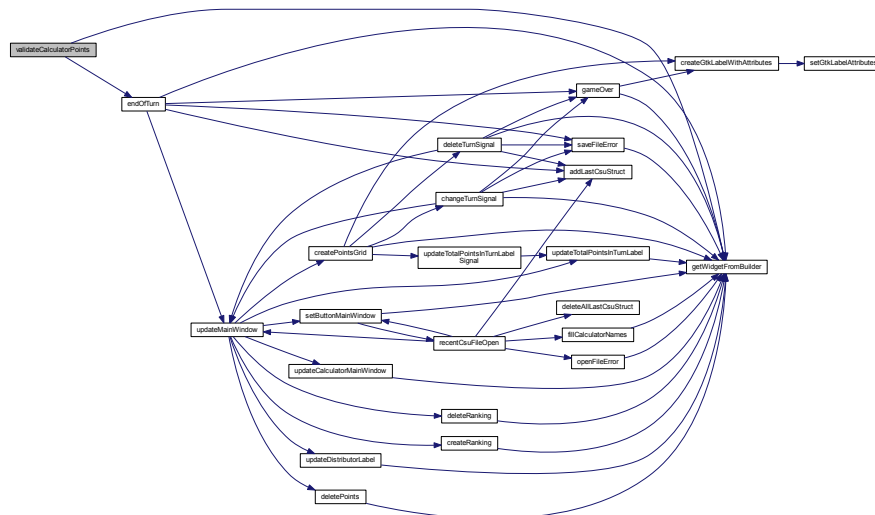 validateCalculatorPoints
endOfTurn
updateMainWindow
createPointsGrid
setButtonMainWindow
updateCalculatorMainWindow
updateDistributorLabel
deletePoints
deleteTurnSignal
changeTurnSignal
updateTotalPointsInTurnLabel
Signal
recentCsuFileOpen
deleteRanking
createRanking
gameOver
saveFileError
addLastCsuStruct
updateTotalPointsInTurnLabel
deleteAllLastCsuStruct
fillCalculatorNames
openFileError
createGtkLabelWithAttributes
getWidgetFromBuilder
setGtkLabelAttributes